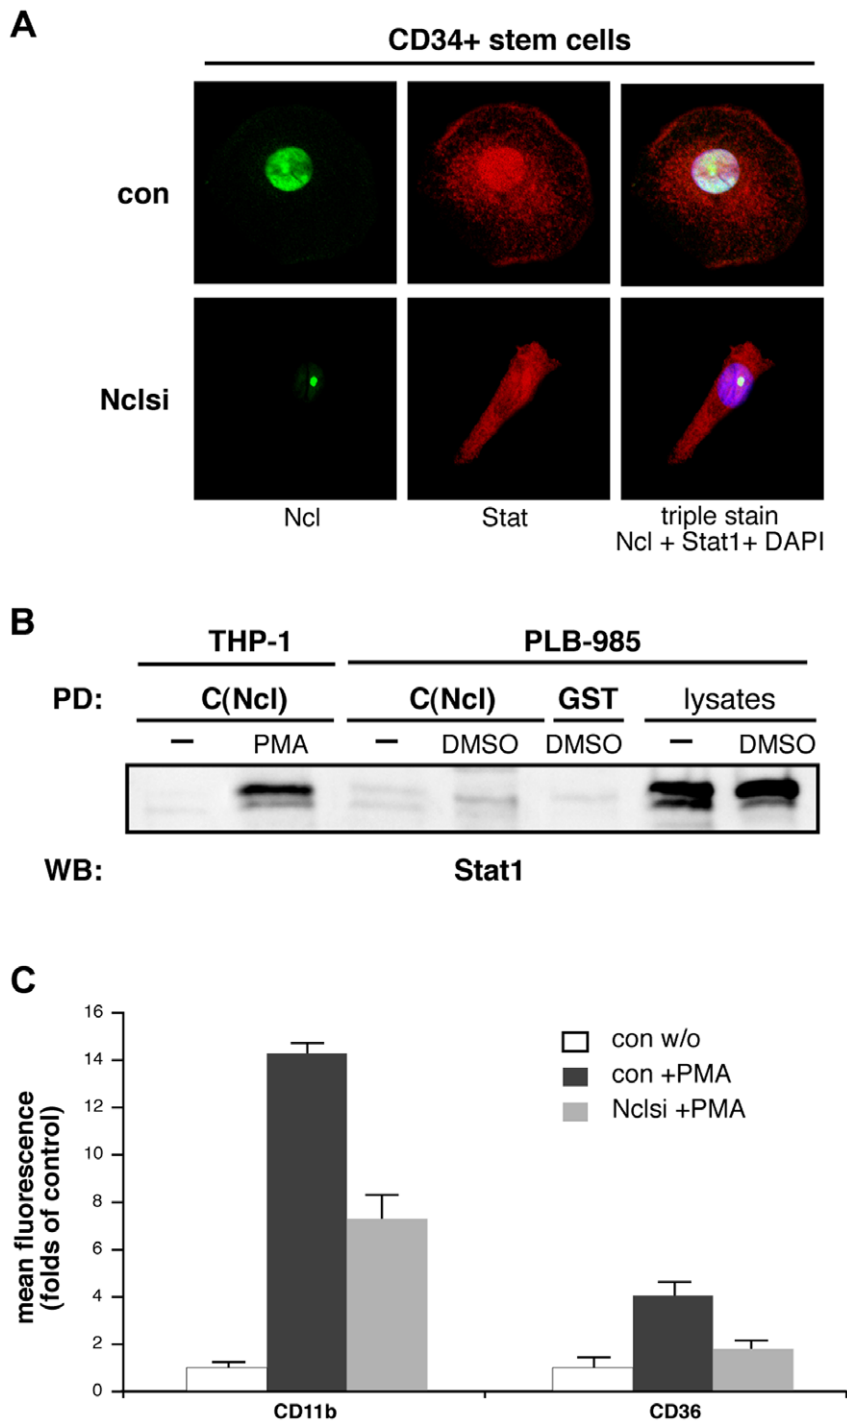 A
CD34+ stem cells
con
Nclsi
Ncl
Stat
triple stain
Ncl + Stat1+ DAPI
B
THP-1
PLB-985
PD:
C(Ncl)
C(Ncl)
GST
lysates
–
PMA
–
DMSO
DMSO
–
DMSO
WB:
Stat1
C
mean fluorescence
(folds of control)
16
14
12
10
8
6
4
2
0
con w/o
con +PMA
Nclsi +PMA
CD11b
CD36